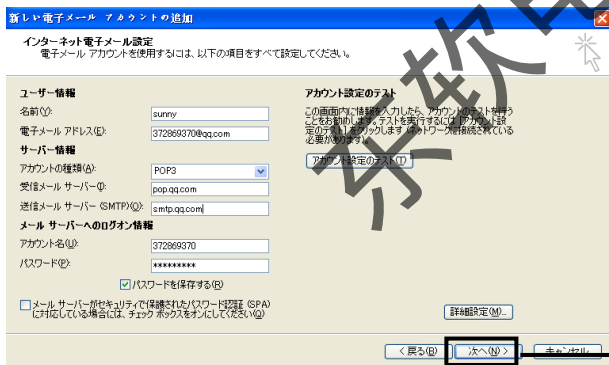 新しい電子メール アカウントの追加
インターネット電子メール設定
電子メール アカウントを使用するには、以下の項目をすべて設定してください。
ユーザー情報
名前(Y):
sunny
電子メール アドレス(E):
372869370@qq.com
サーバー情報
アカウントの種類(A):
POP3
受信メール サーバー(I):
pop.qq.com
送信メール サーバー (SMTP)(O):
smtp.qq.com
メール サーバーへのログオン情報
アカウント名(U):
372869370
パスワード(P):
*********
パスワードを保存する(R)
メール サーバーがセキュリティで保護されたパスワード認証 (SPA)
に対応している場合には、チェック ボックスをオンにしてください(Q)
アカウント設定のテスト
この画面内に情報を入力したら、アカウントのテストを行う
ことをお勧めします。テストを実行するには [アカウント設
定のテスト] をクリックします (ネットワークに接続されている
必要があります)。
アカウント設定のテスト(T)
詳細設定(M)...
< 戻る(B)
次へ(N) >
キャンセル
东软